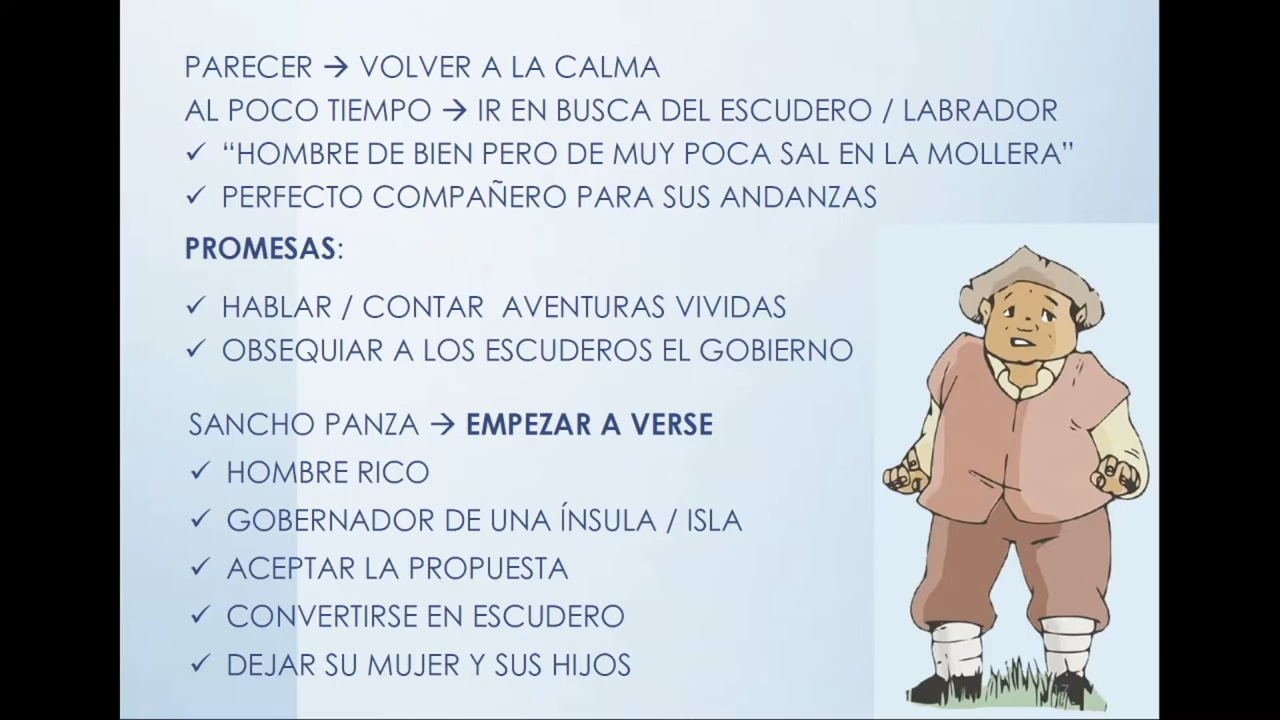 PARECER → VOLVER A LA CALMA
AL POCO TIEMPO → IR EN BUSCA DEL ESCUDERO / LABRADOR
✓ “HOMBRE DE BIEN PERO DE MUY POCA SAL EN LA MOLLERA”
✓ PERFECTO COMPAÑERO PARA SUS ANDANZAS
PROMESAS:
✓ HABLAR / CONTAR AVENTURAS VIVIDAS
✓ OBSEQUIAR A LOS ESCUDEROS EL GOBIERNO
SANCHO PANZA → EMPEZAR A VERSE
✓ HOMBRE RICO
✓ GOBERNADOR DE UNA ÍNSULA / ISLA
✓ ACEPTAR LA PROPUESTA
✓ CONVERTIRSE EN ESCUDERO
✓ DEJAR SU MUJER Y SUS HIJOS